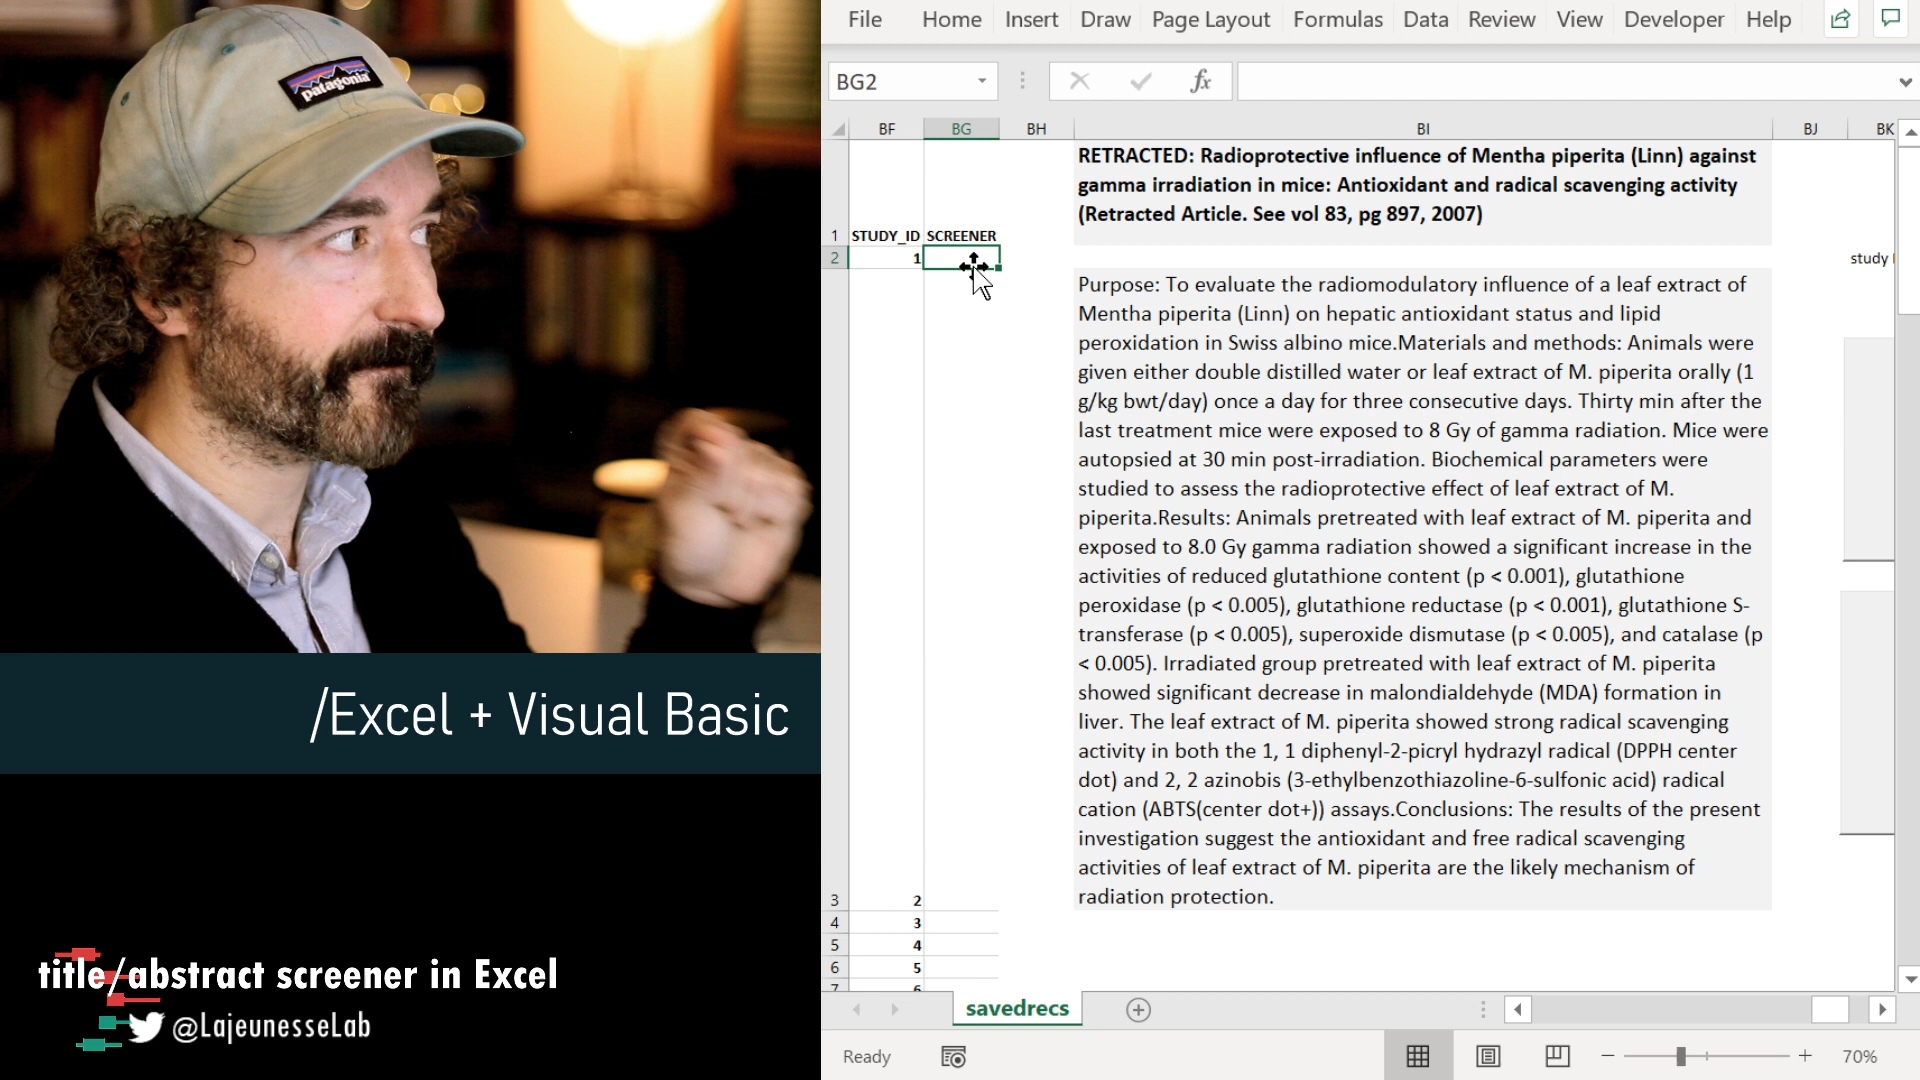 patagonia
/Excel + Visual Basic
title/abstract screener in Excel
@LajeunesseLab
File Home Insert Draw Page Layout Formulas Data Review View Developer Help
BG2
fx
BF BG BH BI BJ BK
RETRACTED: Radioprotective influence of Mentha piperita (Linn) against
gamma irradiation in mice: Antioxidant and radical scavenging activity
(Retracted Article. See vol 83, pg 897, 2007)
1 STUDY_ID SCREENER
2 1 study
Purpose: To evaluate the radiomodulatory influence of a leaf extract of
Mentha piperita (Linn) on hepatic antioxidant status and lipid
peroxidation in Swiss albino mice.Materials and methods: Animals were
given either double distilled water or leaf extract of M. piperita orally (1
g/kg bwt/day) once a day for three consecutive days. Thirty min after the
last treatment mice were exposed to 8 Gy of gamma radiation. Mice were
autopsied at 30 min post-irradiation. Biochemical parameters were
studied to assess the radioprotective effect of leaf extract of M.
piperita.Results: Animals pretreated with leaf extract of M. piperita and
exposed to 8.0 Gy gamma radiation showed a significant increase in the
activities of reduced glutathione content (p < 0.001), glutathione
peroxidase (p < 0.005), glutathione reductase (p < 0.001), glutathione S-
transferase (p < 0.005), superoxide dismutase (p < 0.005), and catalase (p
< 0.005). Irradiated group pretreated with leaf extract of M. piperita
showed significant decrease in malondialdehyde (MDA) formation in
liver. The leaf extract of M. piperita showed strong radical scavenging
activity in both the 1, 1 diphenyl-2-picryl hydrazyl radical (DPPH center
dot) and 2, 2 azinobis (3-ethylbenzothiazoline-6-sulfonic acid) radical
cation (ABTS(center dot+)) assays.Conclusions: The results of the present
investigation suggest the antioxidant and free radical scavenging
activities of leaf extract of M. piperita are the likely mechanism of
radiation protection.
3 2
4 3
5 4
6 5
7 6
savedrecs
Ready
70%